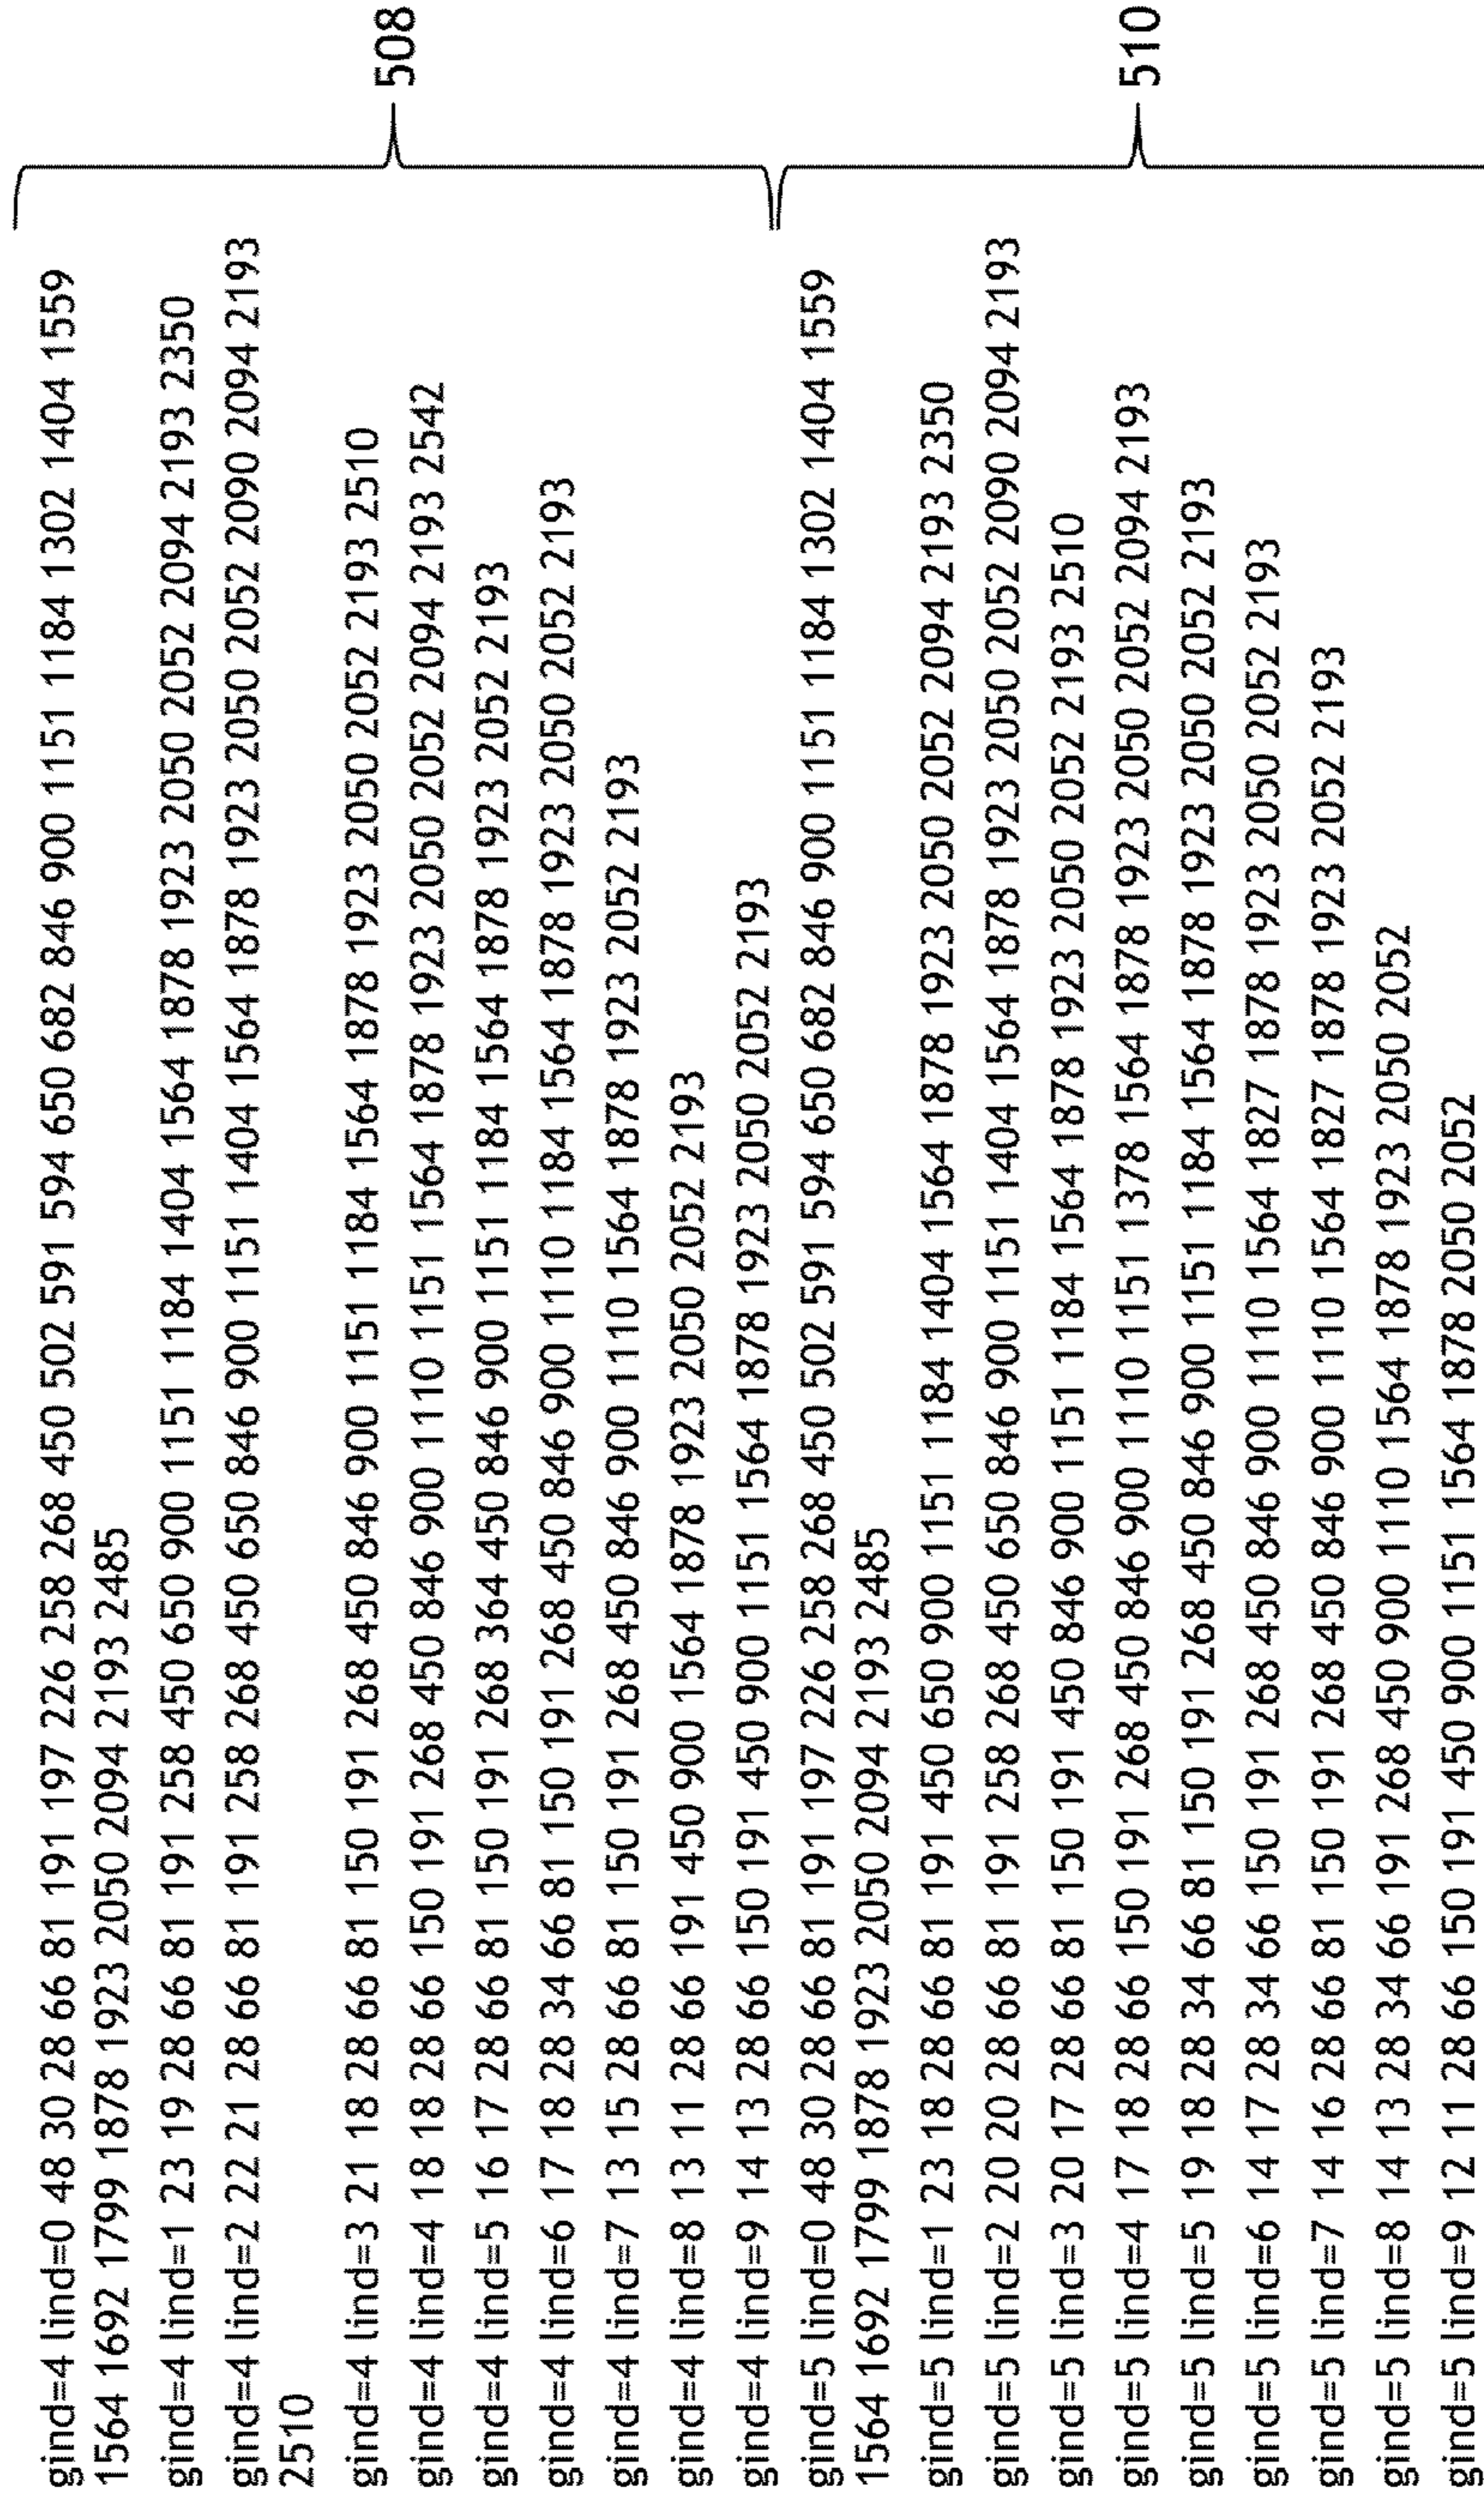 gind=4 lind=0 48 30 28 66 81 191 197 226 258 268 450 502 591 594 650 682 846 900 1151 1184 1302 1404 1559
1564 1692 1799 1878 1923 2050 2094 2193 2485
gind=4 lind=1 23 19 28 66 81 191 258 450 650 900 1151 1184 1404 1564 1878 1923 2050 2052 2094 2193 2350
gind=4 lind=2 22 21 28 66 81 191 258 268 450 650 846 900 1151 1404 1564 1878 1923 2050 2052 2090 2094 2193
2510
gind=4 lind=3 21 18 28 66 81 150 191 268 450 846 900 1151 1184 1564 1878 1923 2050 2052 2193 2510
gind=4 lind=4 18 18 28 66 150 191 268 450 846 900 1110 1151 1564 1878 1923 2050 2052 2094 2193 2542
gind=4 lind=5 16 17 28 66 81 150 191 268 364 450 846 900 1151 1184 1564 1878 1923 2052 2193
gind=4 lind=6 17 18 28 34 66 81 150 191 268 450 846 900 1110 1184 1564 1878 1923 2050 2052 2193
gind=4 lind=7 13 15 28 66 81 150 191 268 450 846 900 1110 1564 1878 1923 2052 2193
gind=4 lind=8 13 11 28 66 191 450 900 1564 1878 1923 2050 2052 2193
gind=4 lind=9 14 13 28 66 150 191 450 900 1151 1564 1878 1923 2050 2052 2193
508
gind=5 lind=0 48 30 28 66 81 191 197 226 258 268 450 502 591 594 650 682 846 900 1151 1184 1302 1404 1559
1564 1692 1799 1878 1923 2050 2094 2193 2485
gind=5 lind=1 23 18 28 66 81 191 450 650 900 1151 1184 1404 1564 1878 1923 2050 2052 2094 2193 2350
gind=5 lind=2 20 20 28 66 81 191 258 268 450 650 846 900 1151 1404 1564 1878 1923 2050 2052 2090 2094 2193
gind=5 lind=3 20 17 28 66 81 150 191 450 846 900 1151 1184 1564 1878 1923 2050 2052 2193 2510
gind=5 lind=4 17 18 28 66 150 191 268 450 846 900 1110 1151 1378 1564 1878 1923 2050 2052 2094 2193
gind=5 lind=5 19 18 28 34 66 81 150 191 268 450 846 900 1151 1184 1564 1878 1923 2050 2052 2193
gind=5 lind=6 14 17 28 34 66 150 191 268 450 846 900 1110 1564 1827 1878 1923 2050 2052 2193
gind=5 lind=7 14 16 28 66 81 150 191 268 450 846 900 1110 1564 1827 1878 1923 2052 2193
gind=5 lind=8 14 13 28 34 66 191 268 450 900 1110 1564 1878 1923 2050 2052
gind=5 lind=9 12 11 28 66 150 191 450 900 1151 1564 1878 2050 2052
510